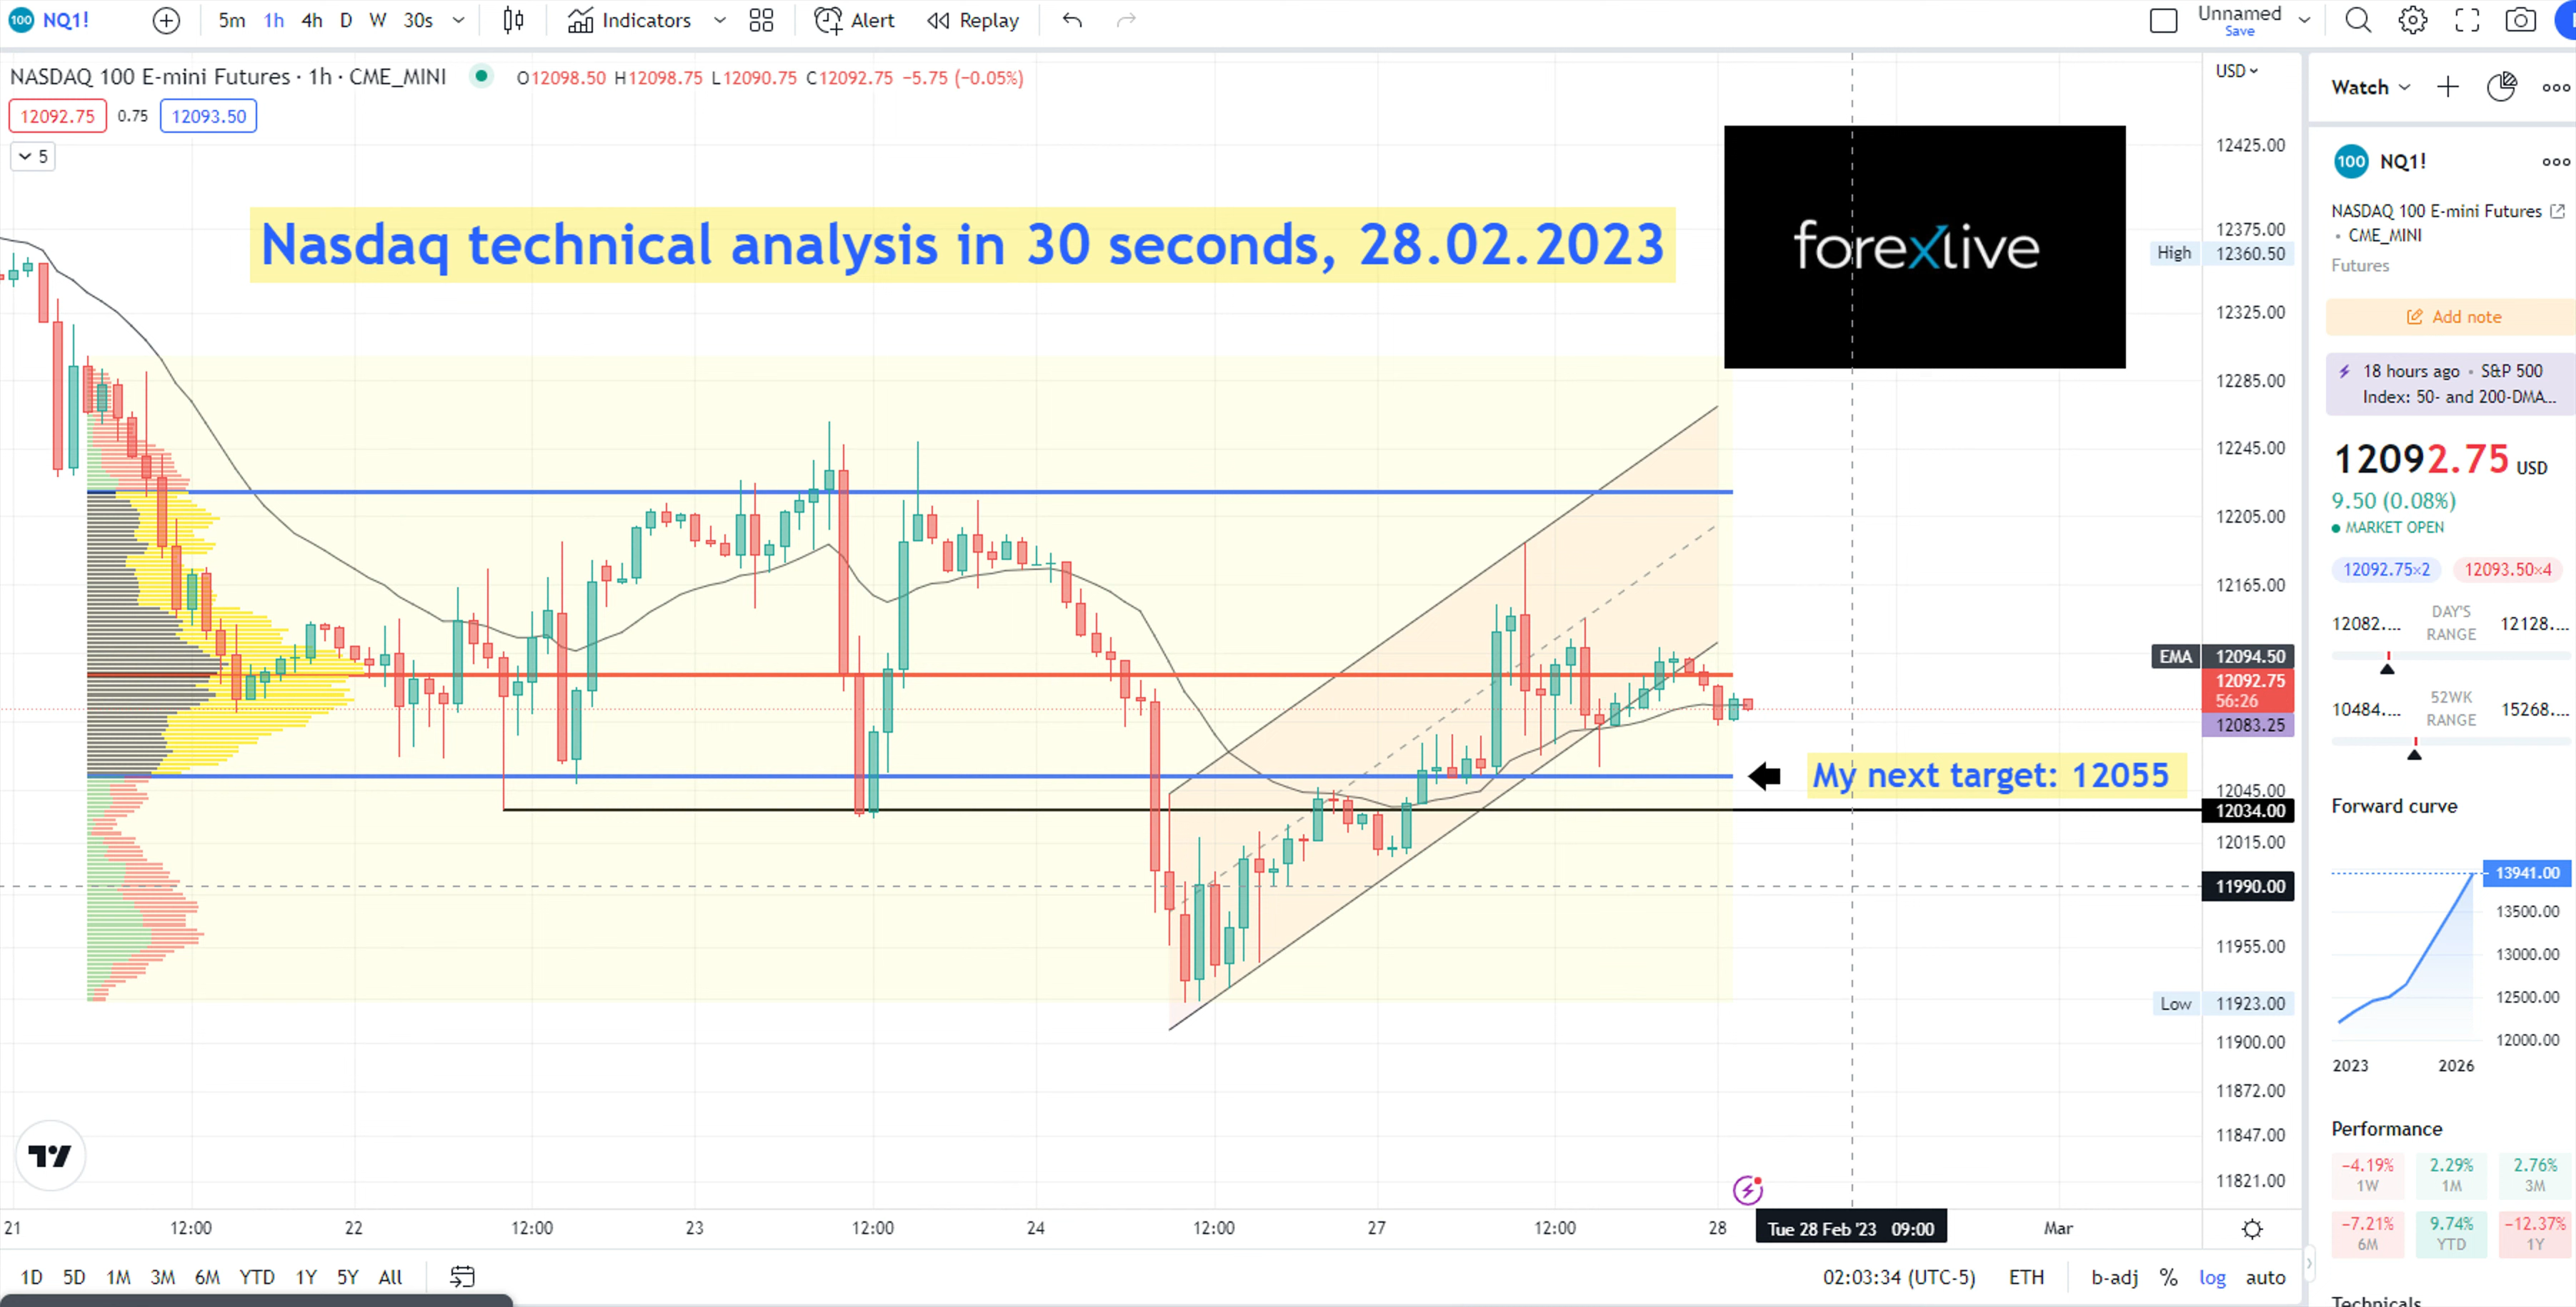 100 NQ1! 5m 1h 4h D W 30s Indicators Alert Replay Unnamed
Save
NASDAQ 100 E-mini Futures · 1h · CME_MINI O12098.50 H12098.75 L12090.75 C12092.75 −5.75 (−0.05%)
12092.75 0.75 12093.50
5
Nasdaq technical analysis in 30 seconds, 28.02.2023
forexlive
My next target: 12055
USD
12425.00
12375.00
High 12360.50
12325.00
12285.00
12245.00
12205.00
12165.00
EMA 12094.50
12092.75
56:26
12083.25
12045.00
12034.00
12015.00
11990.00
11955.00
Low 11923.00
11900.00
11872.00
11847.00
11821.00
21 12:00 22 12:00 23 12:00 24 12:00 27 12:00 28 Tue 28 Feb '23 09:00 Mar
1D 5D 1M 3M 6M YTD 1Y 5Y All 02:03:34 (UTC-5) ETH b-adj % log auto
Watch
100 NQ1!
NASDAQ 100 E-mini Futures
• CME_MINI
Futures
Add note
18 hours ago • S&P 500
Index: 50- and 200-DMA...
12092.75 USD
9.50 (0.08%)
MARKET OPEN
12092.75×2 12093.50×4
12082.... DAY'S RANGE 12128....
10484.... 52WK RANGE 15268....
Forward curve
13941.00
13500.00
13000.00
12500.00
12000.00
2023 2026
Performance
−4.19% 2.29% 2.76%
1W 1M 3M
−7.21% 9.74% −12.37%
6M YTD 1Y